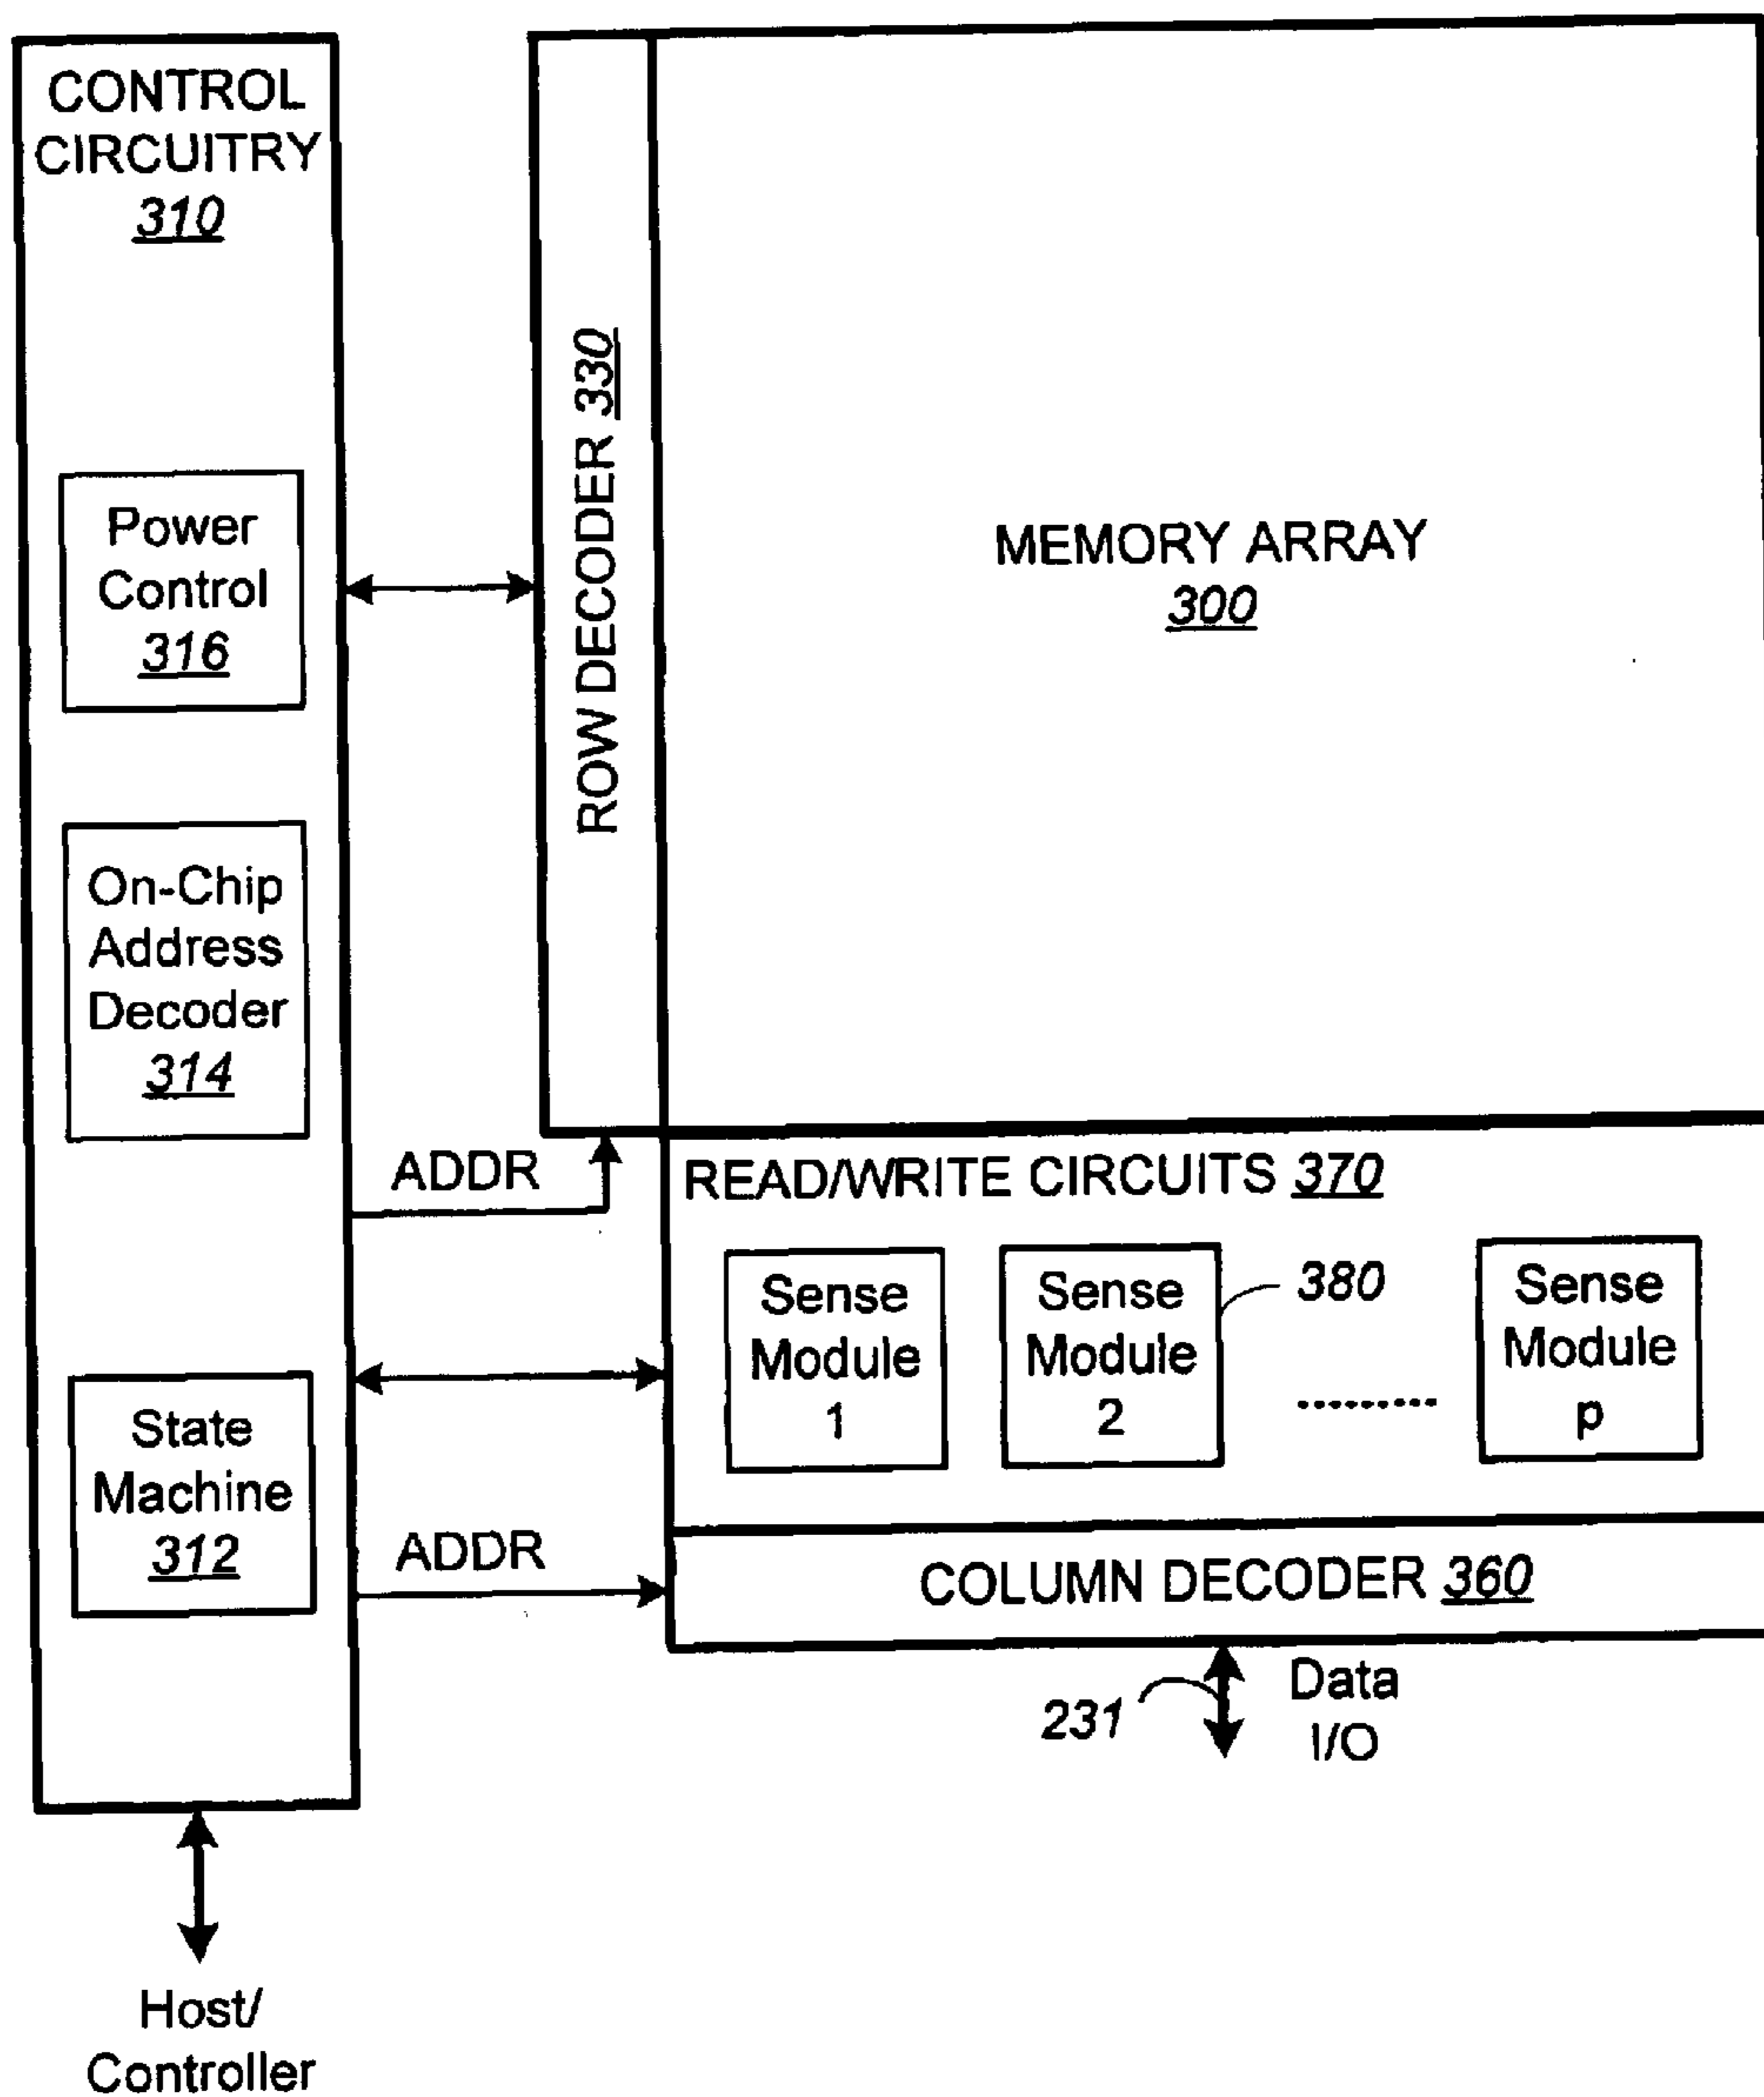 CONTROL
CIRCUITRY
310
Power
Control
316
On-Chip
Address
Decoder
314
State
Machine
312
Host/
Controller
ROW DECODER 330
MEMORY ARRAY
300
ADDR
READ/WRITE CIRCUITS 370
Sense
Module
1
Sense
Module
2
380
.........
Sense
Module
p
ADDR
COLUMN DECODER 360
231
Data
I/O